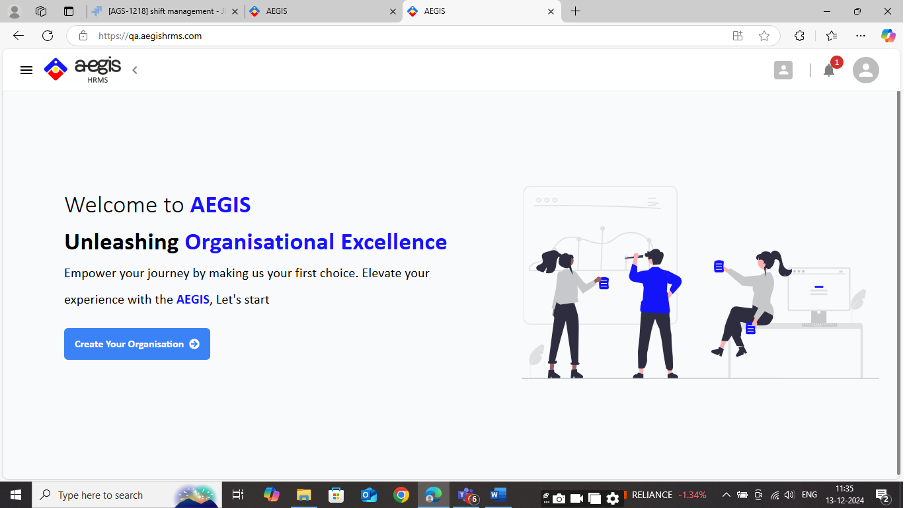 [AGS-1218] shift management - J
AEGIS
AEGIS
https://qa.aegishrms.com
aegis
HRMS
1
Welcome to AEGIS
Unleashing Organisational Excellence
Empower your journey by making us your first choice. Elevate your
experience with the AEGIS, Let's start
Create Your Organisation
Type here to search
6
RELIANCE -1.34%
ENG
11:35
13-12-2024
2